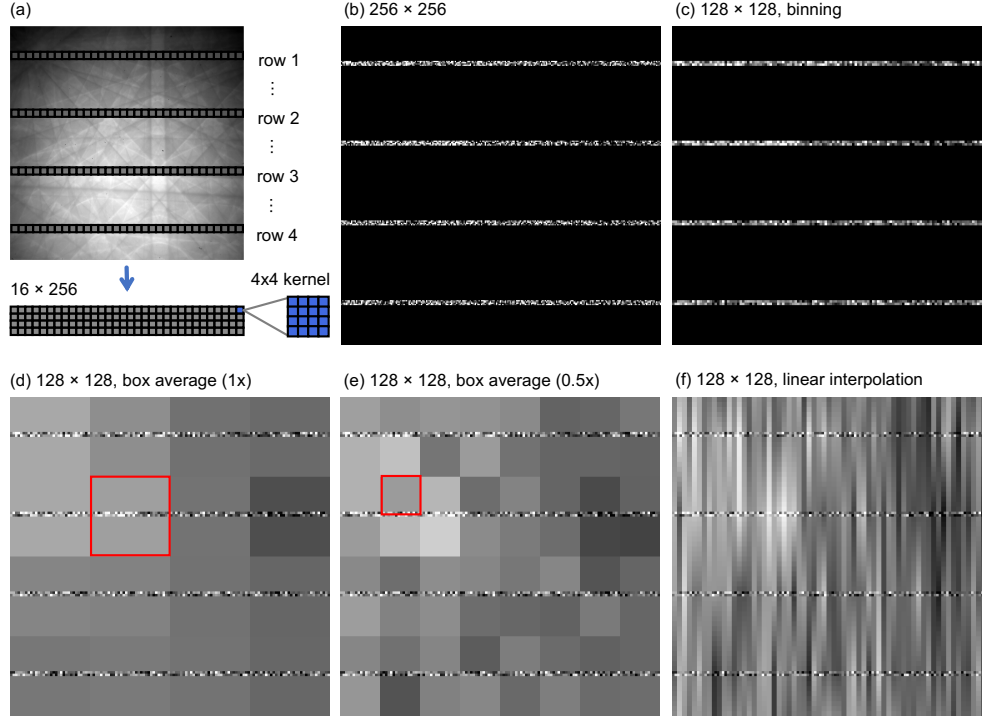 (a)
row 1
⋮
row 2
⋮
row 3
⋮
row 4
16 × 256
4x4 kernel
(b) 256 × 256
(c) 128 × 128, binning
(d) 128 × 128, box average (1x)
(e) 128 × 128, box average (0.5x)
(f) 128 × 128, linear interpolation